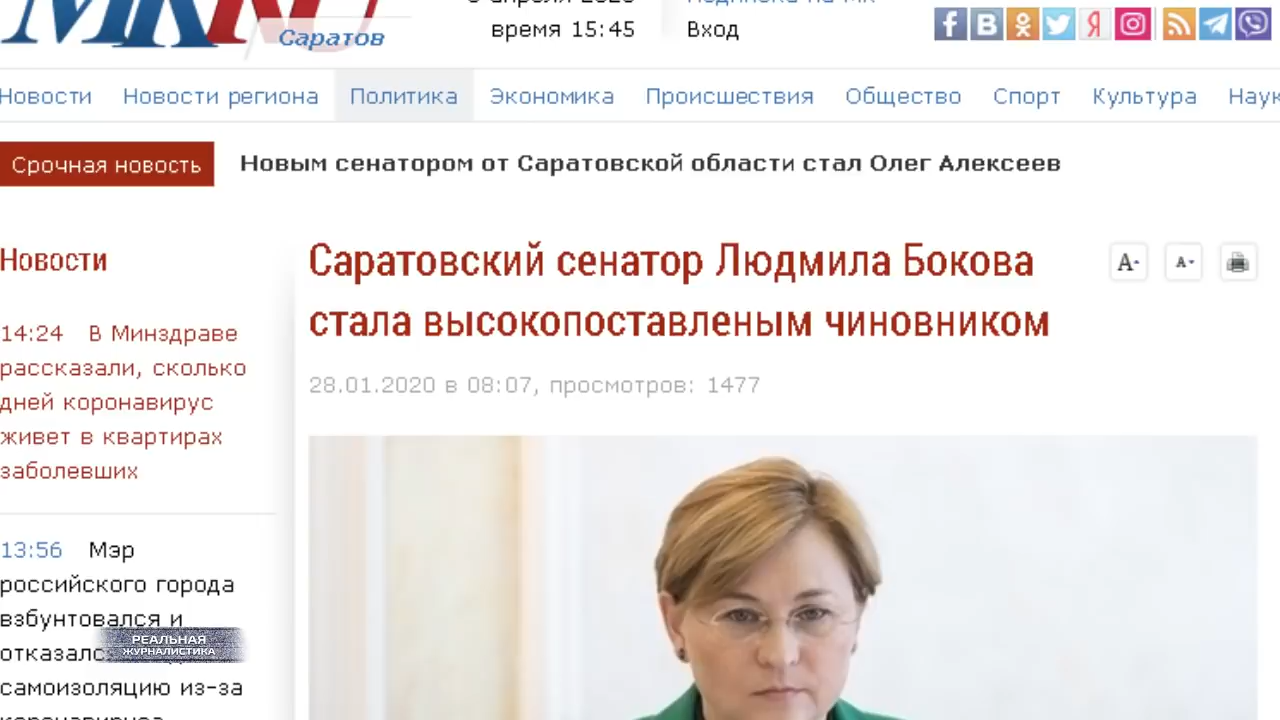 MK RU
Саратов
время 15:45
Вход
Новости Новости региона Политика Экономика Происшествия Общество Спорт Культура Наук
Срочная новость Новым сенатором от Саратовской области стал Олег Алексеев
Новости
14:24 В Минздраве
рассказали, сколько
дней коронавирус
живет в квартирах
заболевших
13:56 Мэр
российского города
взбунтовался и
самоизоляцию из-за
РЕАЛЬНАЯ
ЖУРНАЛИСТИКА
Саратовский сенатор Людмила Бокова
стала высокопоставленым чиновником
A- A-
28.01.2020 в 08:07, просмотров: 1477